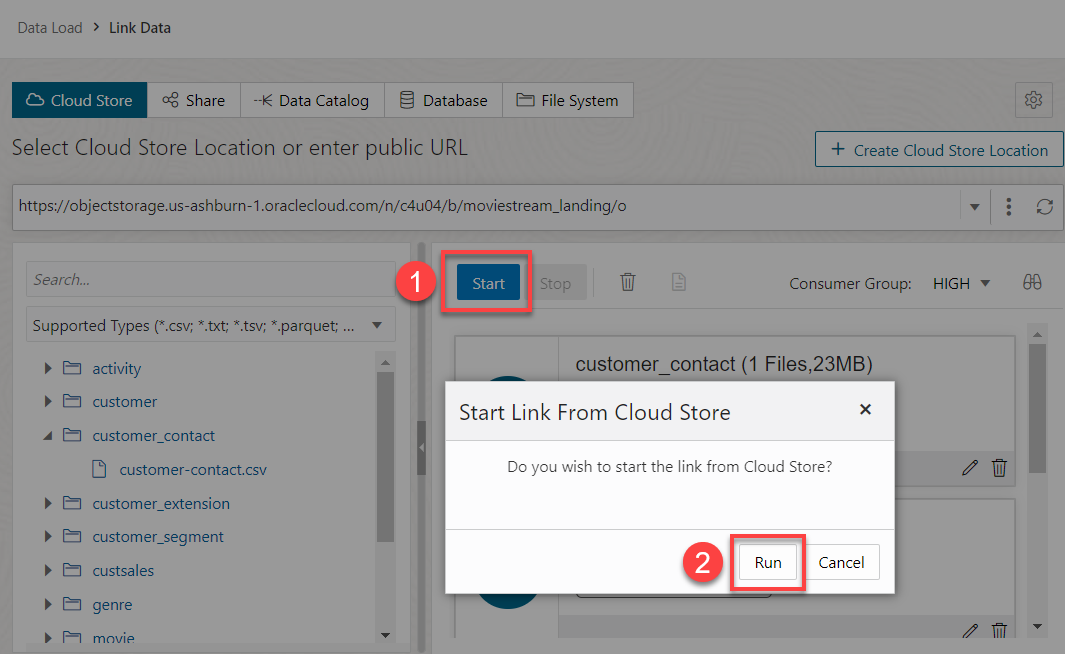 Data Load > Link Data
Cloud Store Share Data Catalog Database File System
Select Cloud Store Location or enter public URL
+ Create Cloud Store Location
https://objectstorage.us-ashburn-1.oraclecloud.com/n/c4u04/b/moviestream_landing/o
Search...
1 Start Stop Consumer Group: HIGH
Supported Types (*.csv; *.txt; *.tsv; *.parquet; ...
activity
customer
customer_contact
customer-contact.csv
customer_extension
customer_segment
custsales
genre
movie
customer_contact (1 Files,23MB)
Start Link From Cloud Store
Do you wish to start the link from Cloud Store?
2 Run Cancel